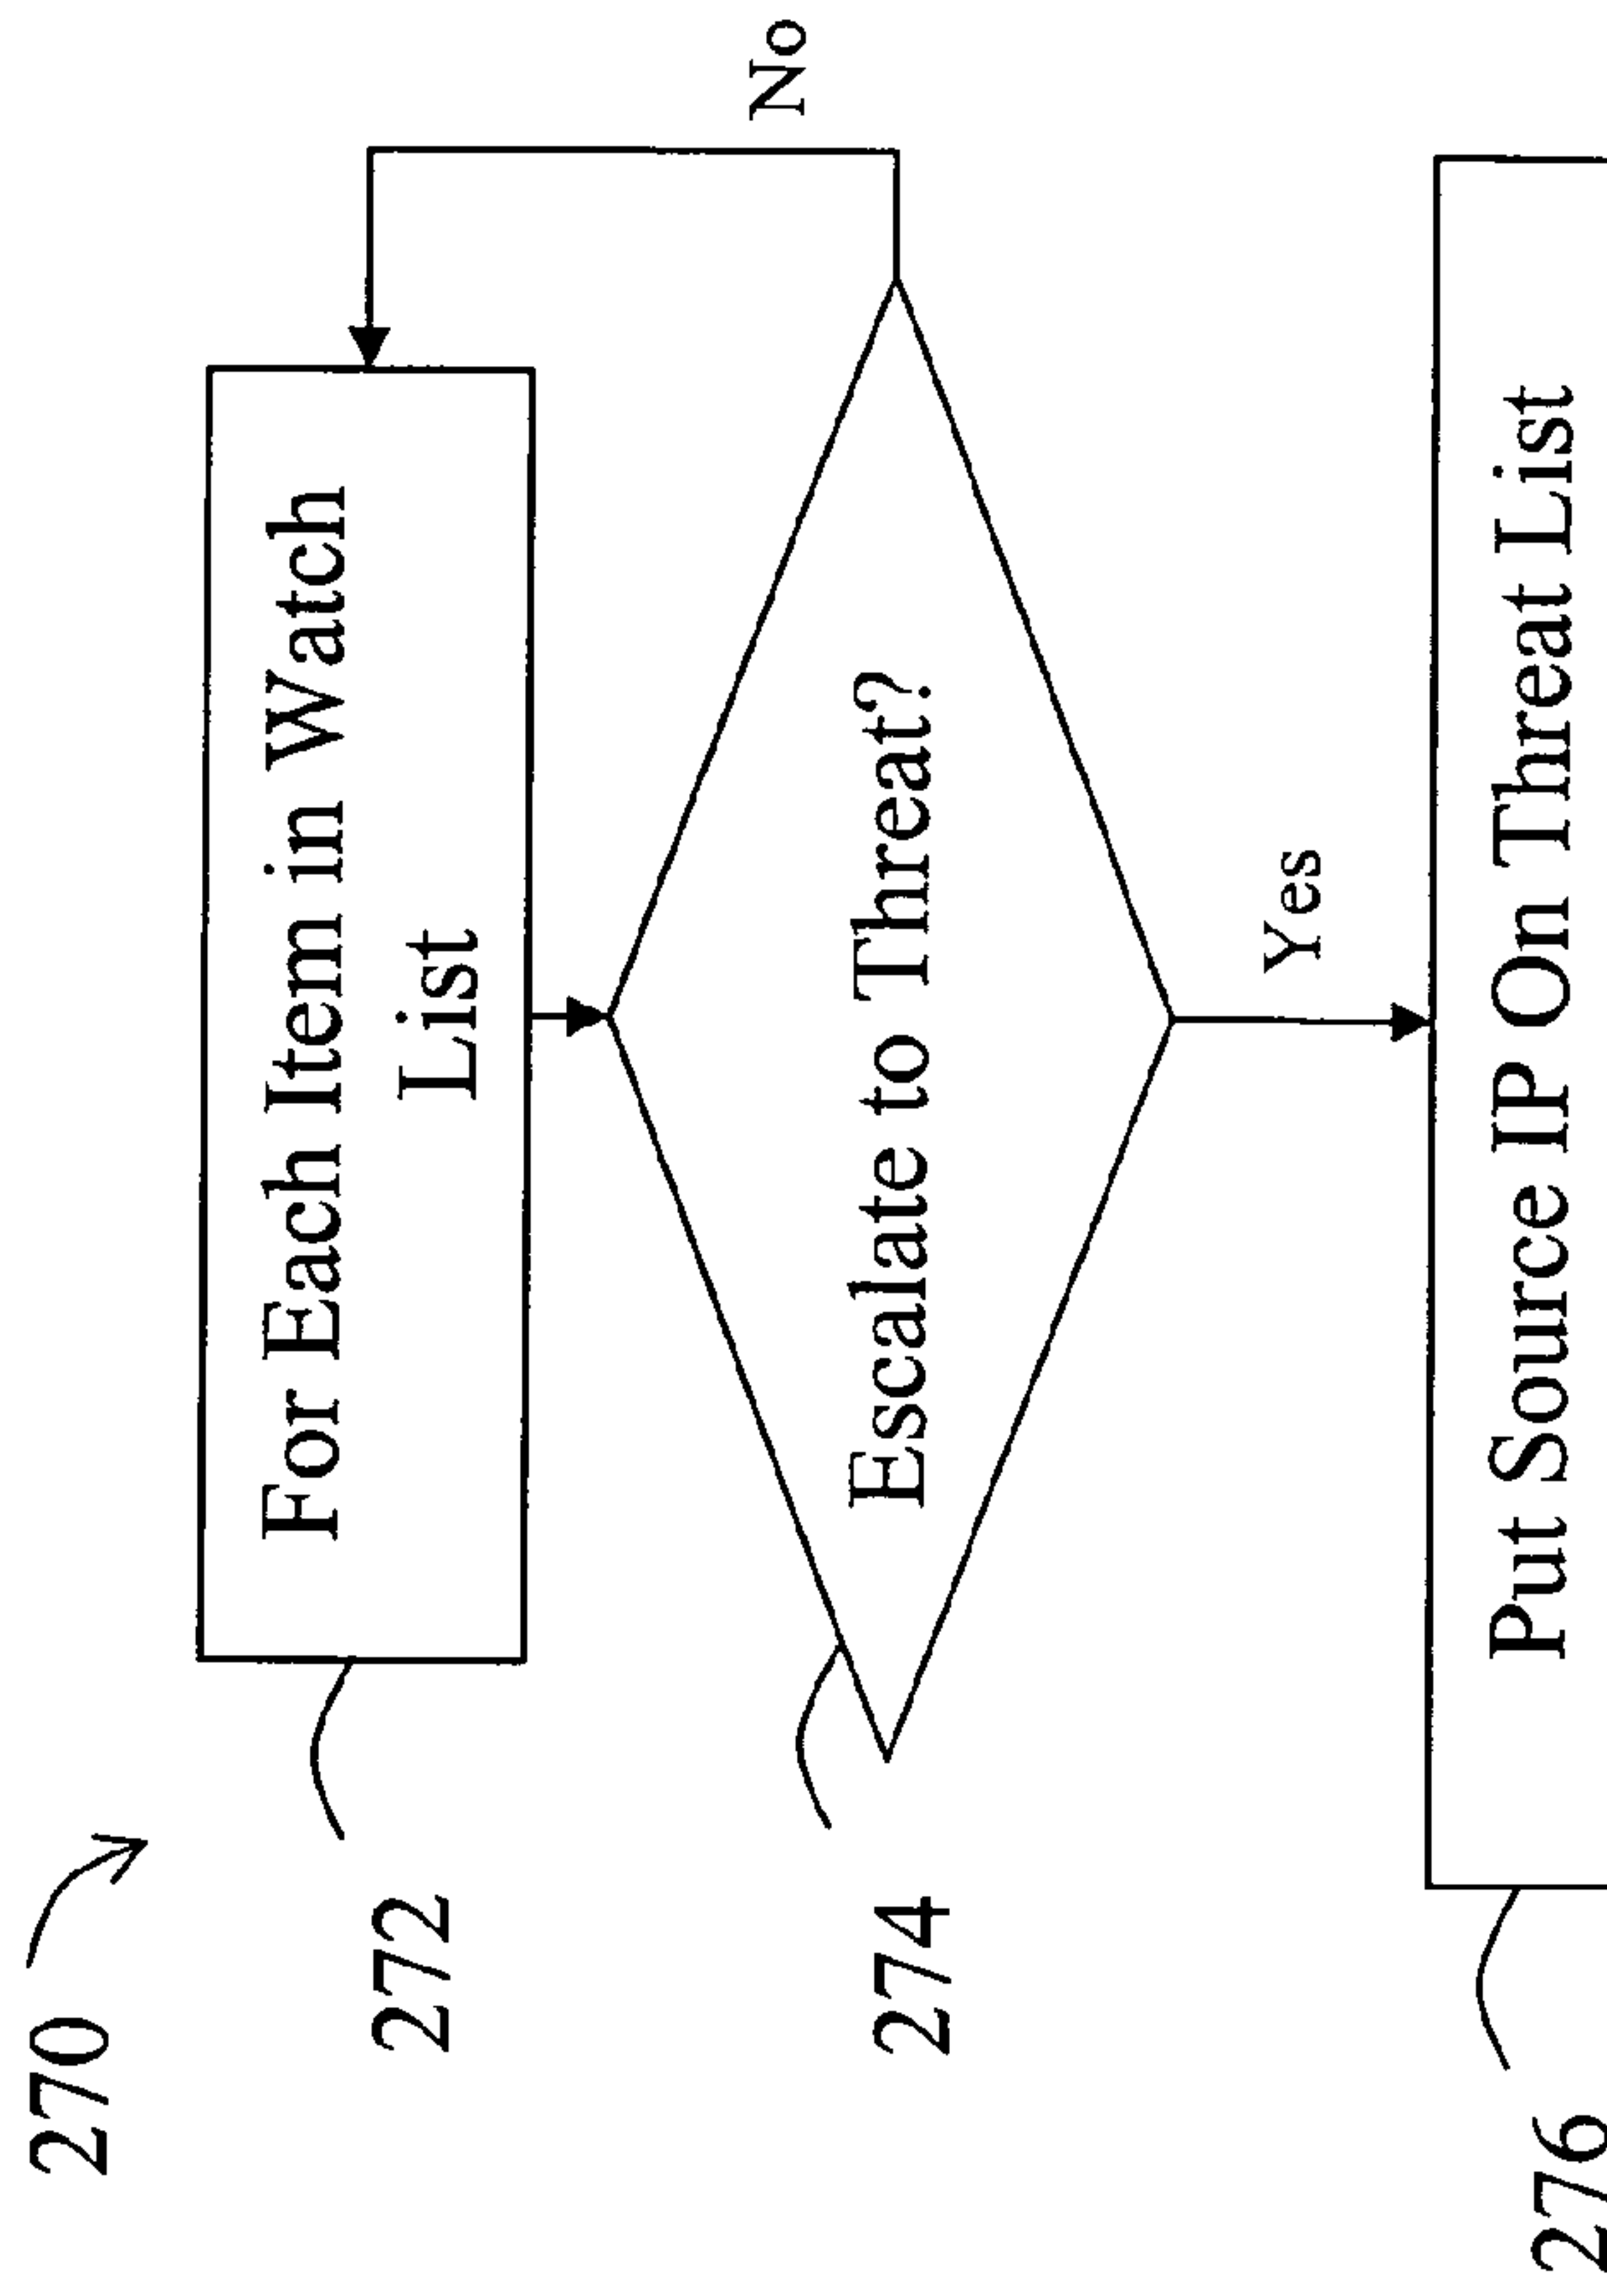 270
272
For Each Item in Watch
List
No
274
Escalate to Threat?
Yes
276
Put Source IP On Threat List